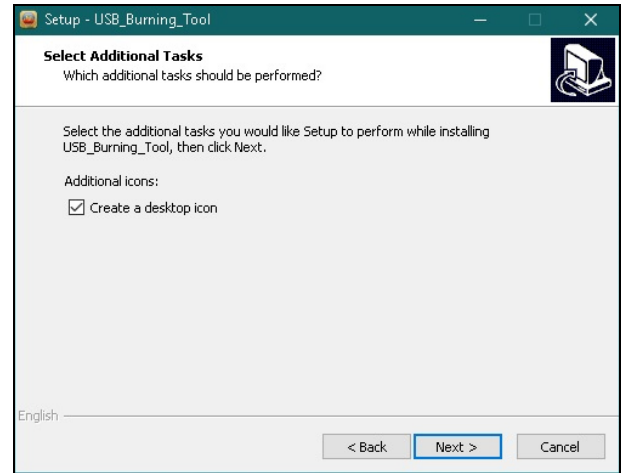 Setup - USB_Burning_Tool
Select Additional Tasks
Which additional tasks should be performed?
Select the additional tasks you would like Setup to perform while installing
USB_Burning_Tool, then click Next.
Additional icons:
Create a desktop icon
English
< Back
Next >
Cancel